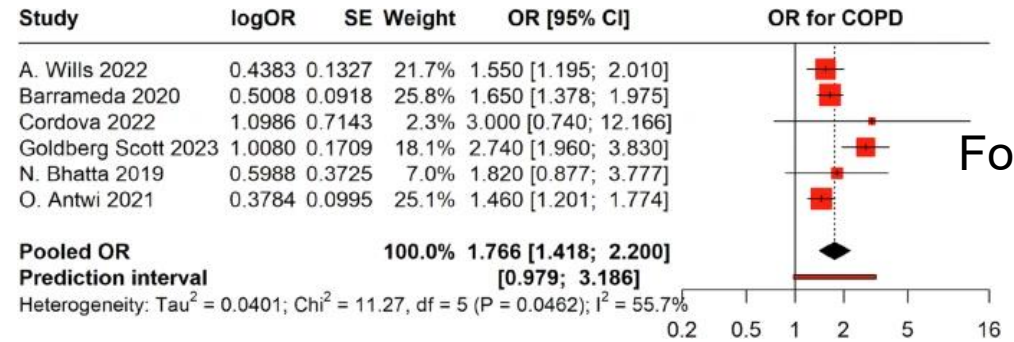 Study logOR SE Weight OR [95% CI] OR for COPD
A. Wills 2022 0.4383 0.1327 21.7% 1.550 [1.195; 2.010]
Barrameda 2020 0.5008 0.0918 25.8% 1.650 [1.378; 1.975]
Cordova 2022 1.0986 0.7143 2.3% 3.000 [0.740; 12.166]
Goldberg Scott 2023 1.0080 0.1709 18.1% 2.740 [1.960; 3.830]
Fo
N. Bhatta 2019 0.5988 0.3725 7.0% 1.820 [0.877; 3.777]
O. Antwi 2021 0.3784 0.0995 25.1% 1.460 [1.201; 1.774]
Pooled OR 100.0% 1.766 [1.418; 2.200]
Prediction interval [0.979; 3.186]
Heterogeneity: Tau² = 0.0401; Chi² = 11.27, df = 5 (P = 0.0462); I² = 55.7%
0.2 0.5 1 2 5 16